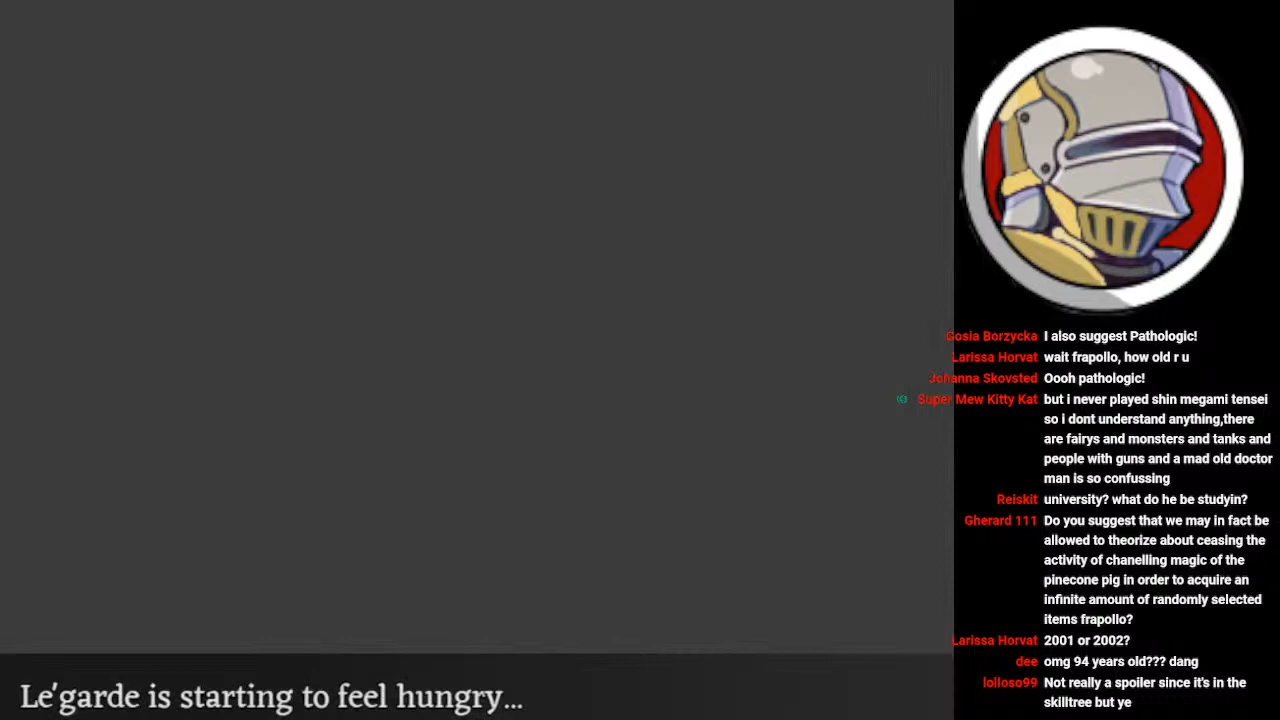 Gosia Borzycka I also suggest Pathologic!
Larissa Horvat wait frapollo, how old r u
Johanna Skovsted Oooh pathologic!
Super Mew Kitty Kat but i never played shin megami tensei
so i dont understand anything,there
are fairys and monsters and tanks and
people with guns and a mad old doctor
man is so confussing
Reiskit university? what do he be studyin?
Gherard 111 Do you suggest that we may in fact be
allowed to theorize about ceasing the
activity of chanelling magic of the
pinecone pig in order to acquire an
infinite amount of randomly selected
items frapollo?
Larissa Horvat 2001 or 2002?
dee omg 94 years old??? dang
lolloso99 Not really a spoiler since it's in the
skilltree but ye
Le'garde is starting to feel hungry...